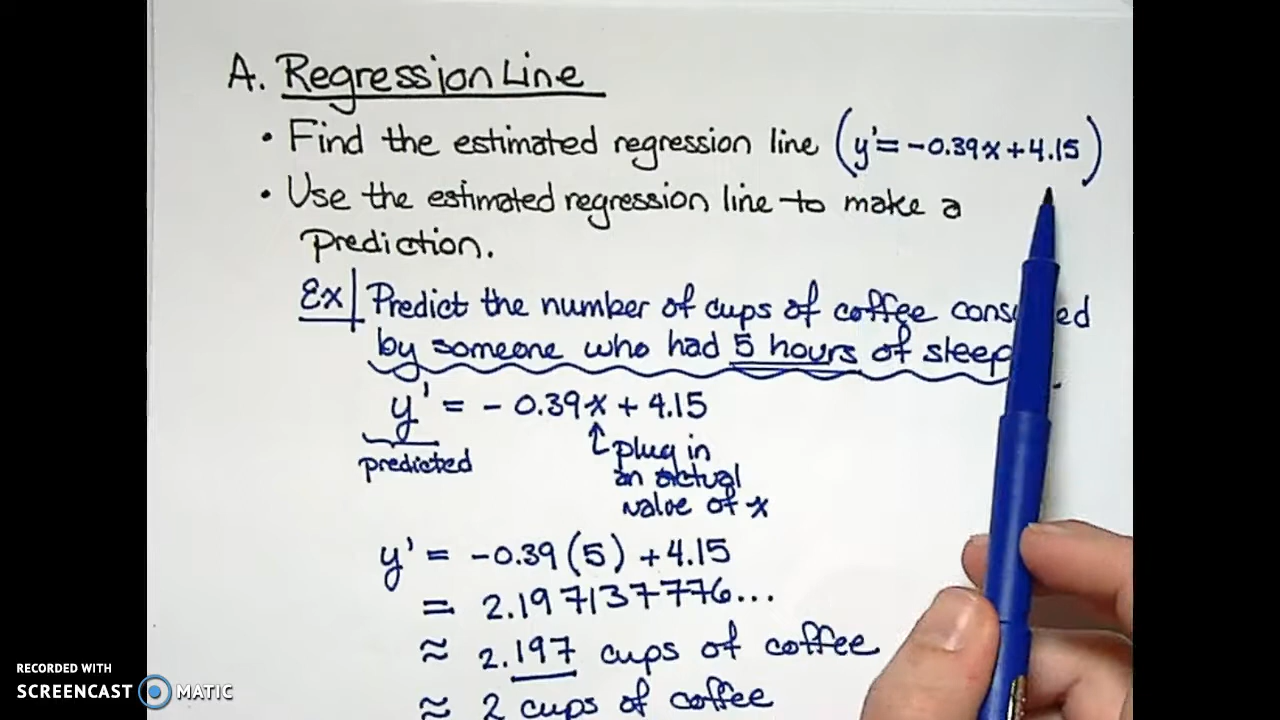 A. Regression Line
• Find the estimated regression line (y'= -0.39x + 4.15)
• Use the estimated regression line to make a
prediction.
Ex| Predict the number of cups of coffee
by someone who had 5 hours of sleep
y' = - 0.39x + 4.15
predicted
plug in
an actual
value of x
y' = -0.39 (5) + 4.15
= 2.197137776...
≈ 2.197 cups of coffee
≈ 2 cups of coffee
RECORDED WITH
SCREENCAST MATIC